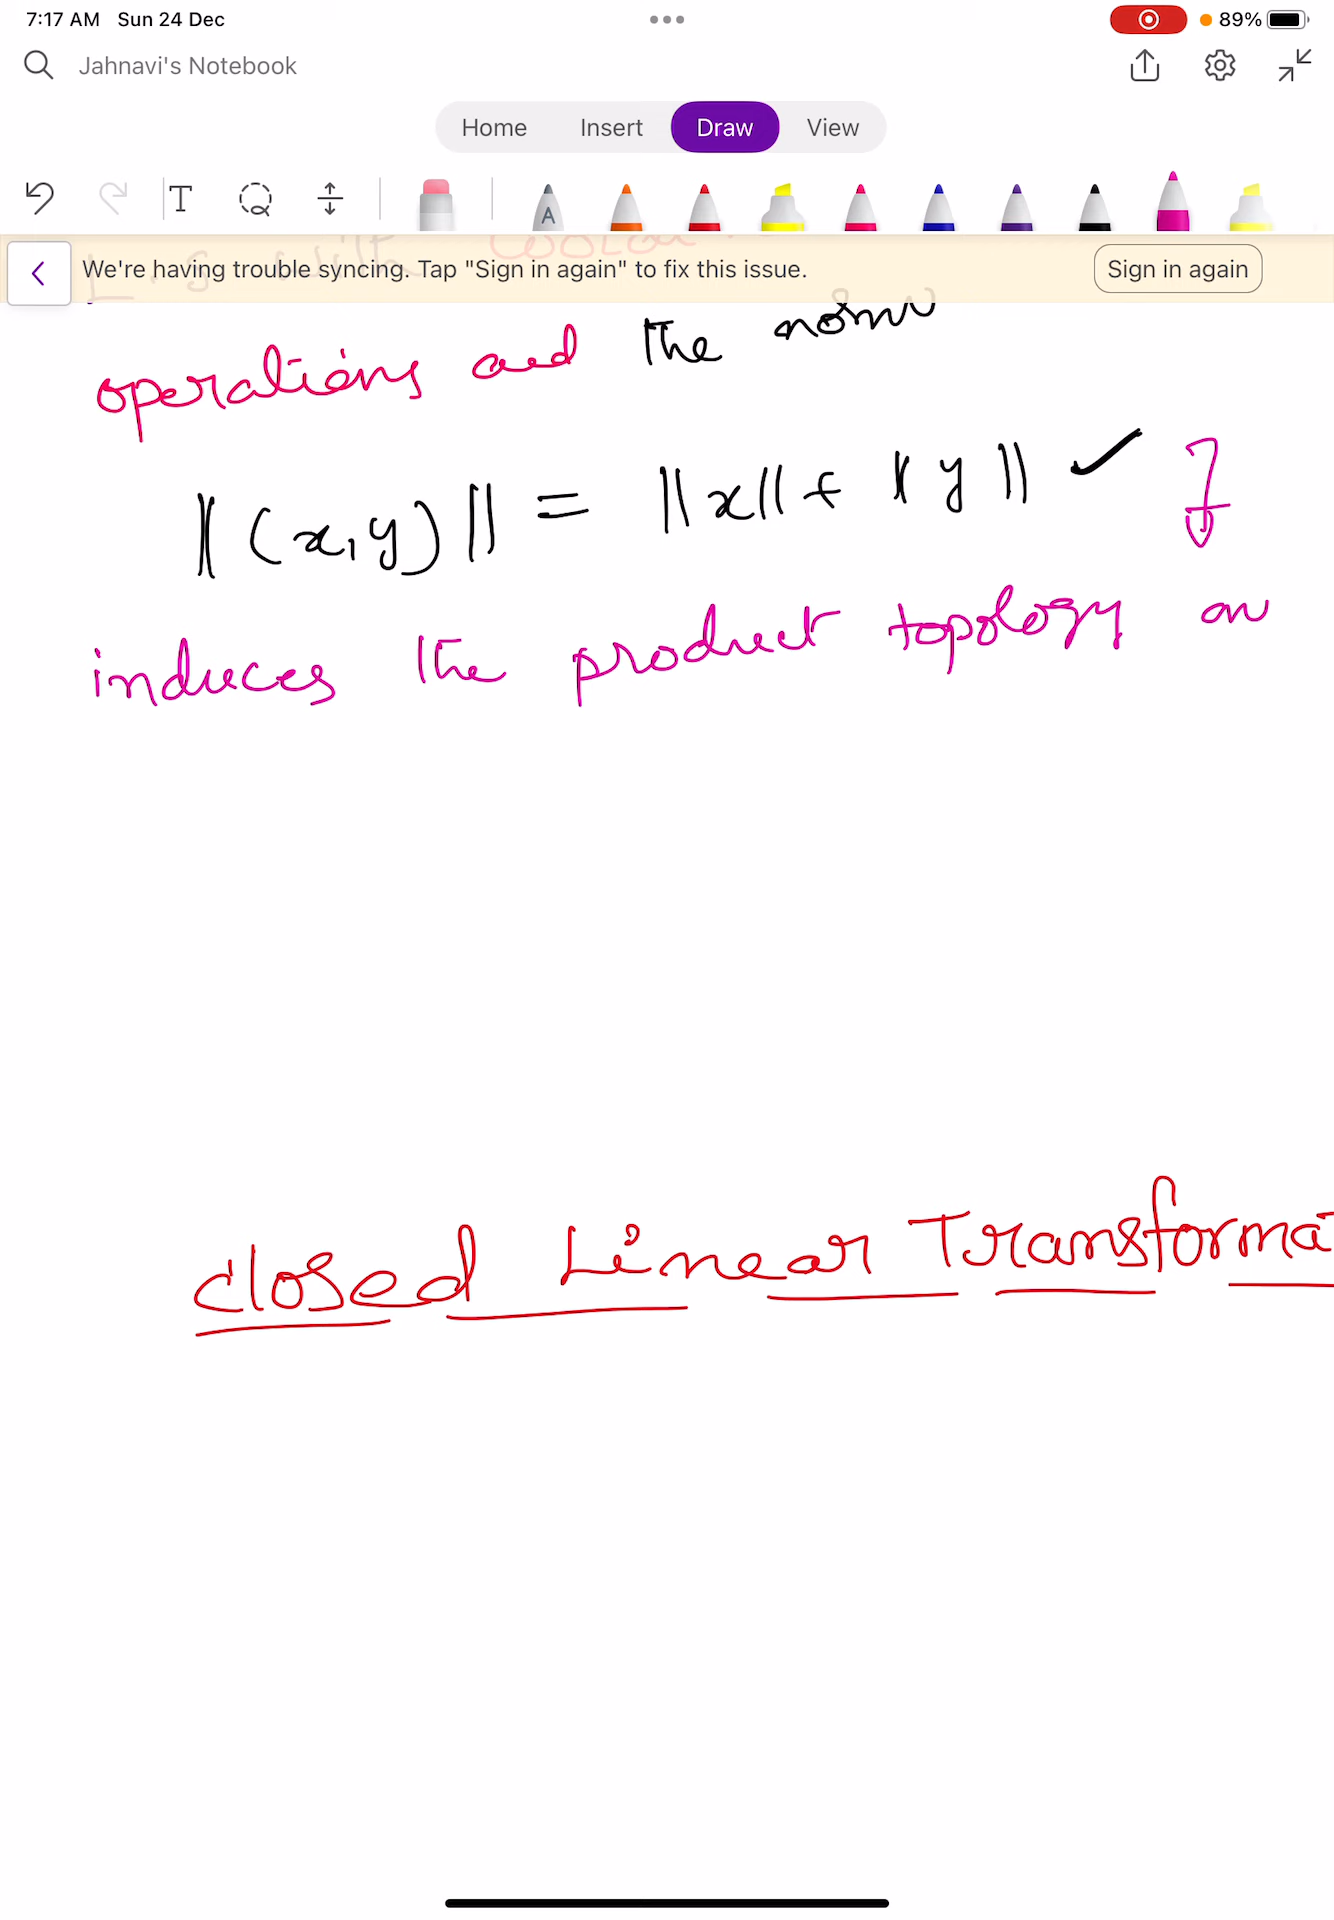 7:17 AM Sun 24 Dec
89%
Jahnavi's Notebook
Home Insert Draw View
T A
We're having trouble syncing. Tap "Sign in again" to fix this issue. Sign in again
operations and the norm
‖(x,y)‖ = ‖x‖ + ‖y‖ ✓
induces the product topology on
closed Linear Transforma